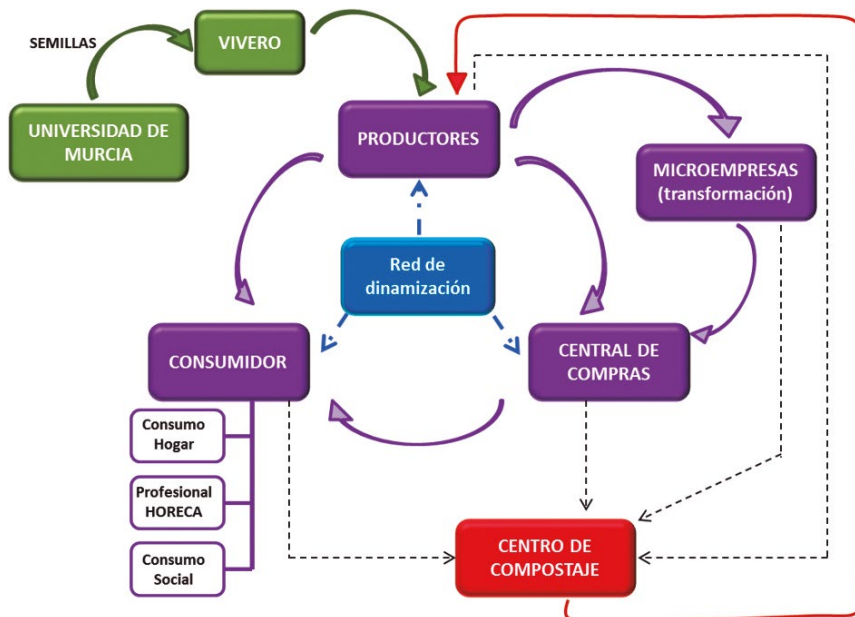 SEMILLAS
VIVERO
UNIVERSIDAD DE
MURCIA
PRODUCTORES
MICROEMPRESAS
(transformación)
Red de
dinamización
CONSUMIDOR
CENTRAL DE
COMPRAS
Consumo
Hogar
Profesional
HORECA
Consumo
Social
CENTRO DE
COMPOSTAJE